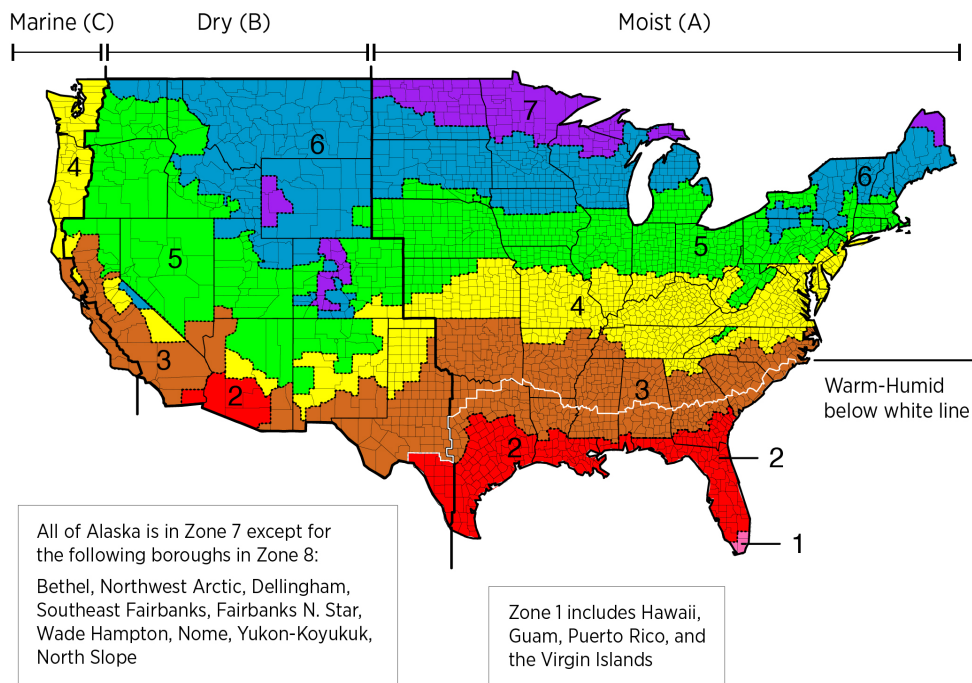 Marine (C)
Dry (B)
Moist (A)
7
6
4
6
5
5
4
3
3
2
2
Warm-Humid
below white line
2
1
All of Alaska is in Zone 7 except for
the following boroughs in Zone 8:
Bethel, Northwest Arctic, Dellingham,
Southeast Fairbanks, Fairbanks N. Star,
Wade Hampton, Nome, Yukon-Koyukuk,
North Slope
Zone 1 includes Hawaii,
Guam, Puerto Rico, and
the Virgin Islands